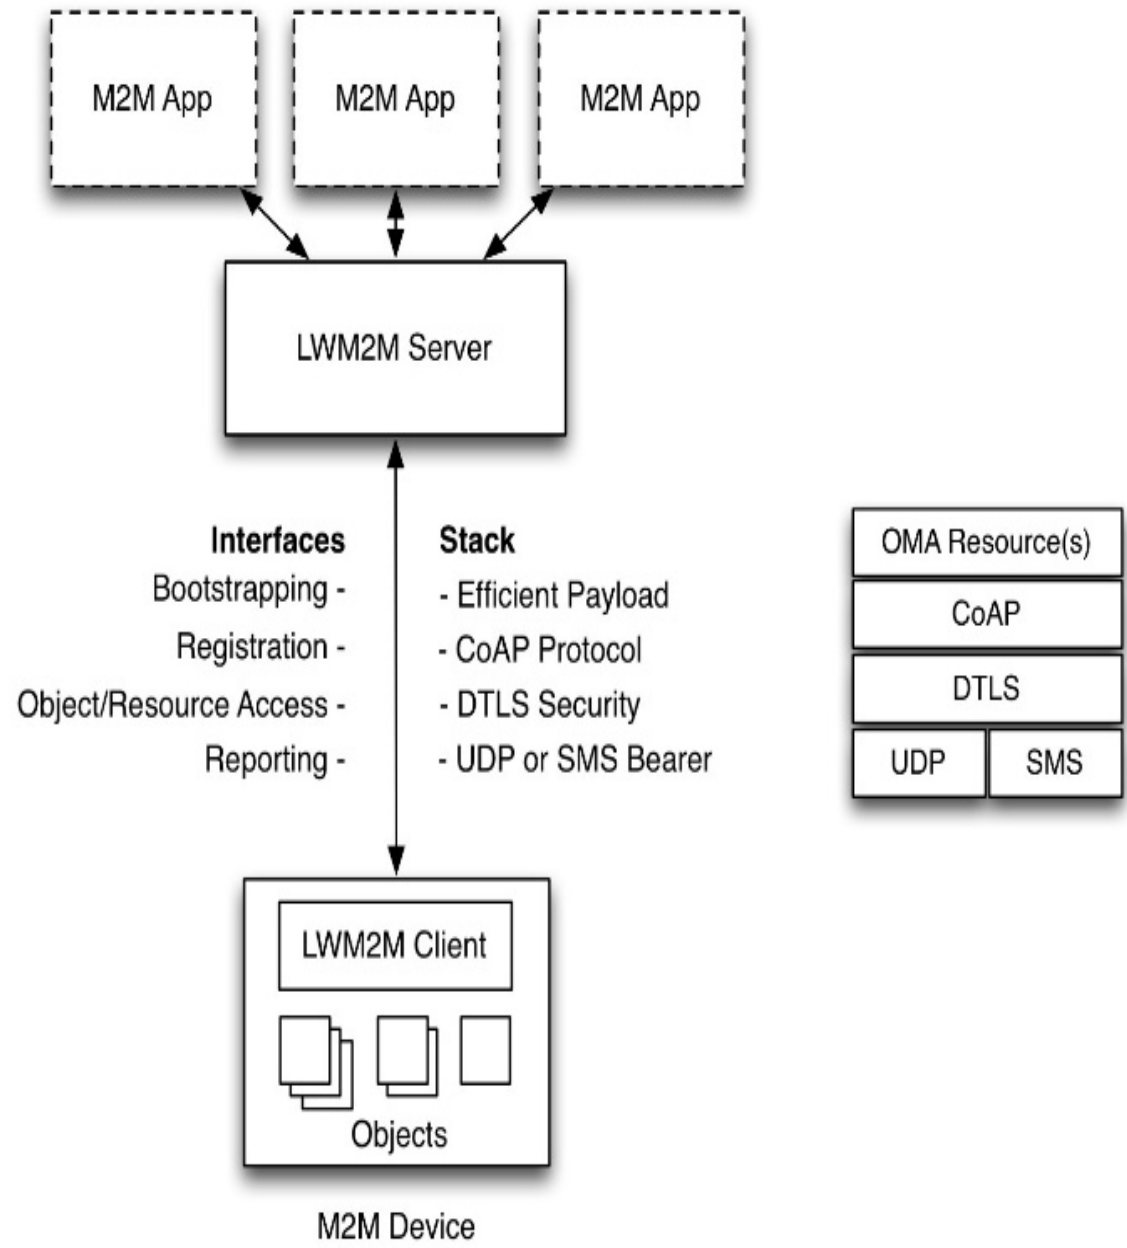 M2M App
M2M App
M2M App
LWM2M Server
Interfaces
Bootstrapping -
Registration -
Object/Resource Access -
Reporting -
Stack
- Efficient Payload
- CoAP Protocol
- DTLS Security
- UDP or SMS Bearer
OMA Resource(s)
CoAP
DTLS
UDP
SMS
LWM2M Client
Objects
M2M Device